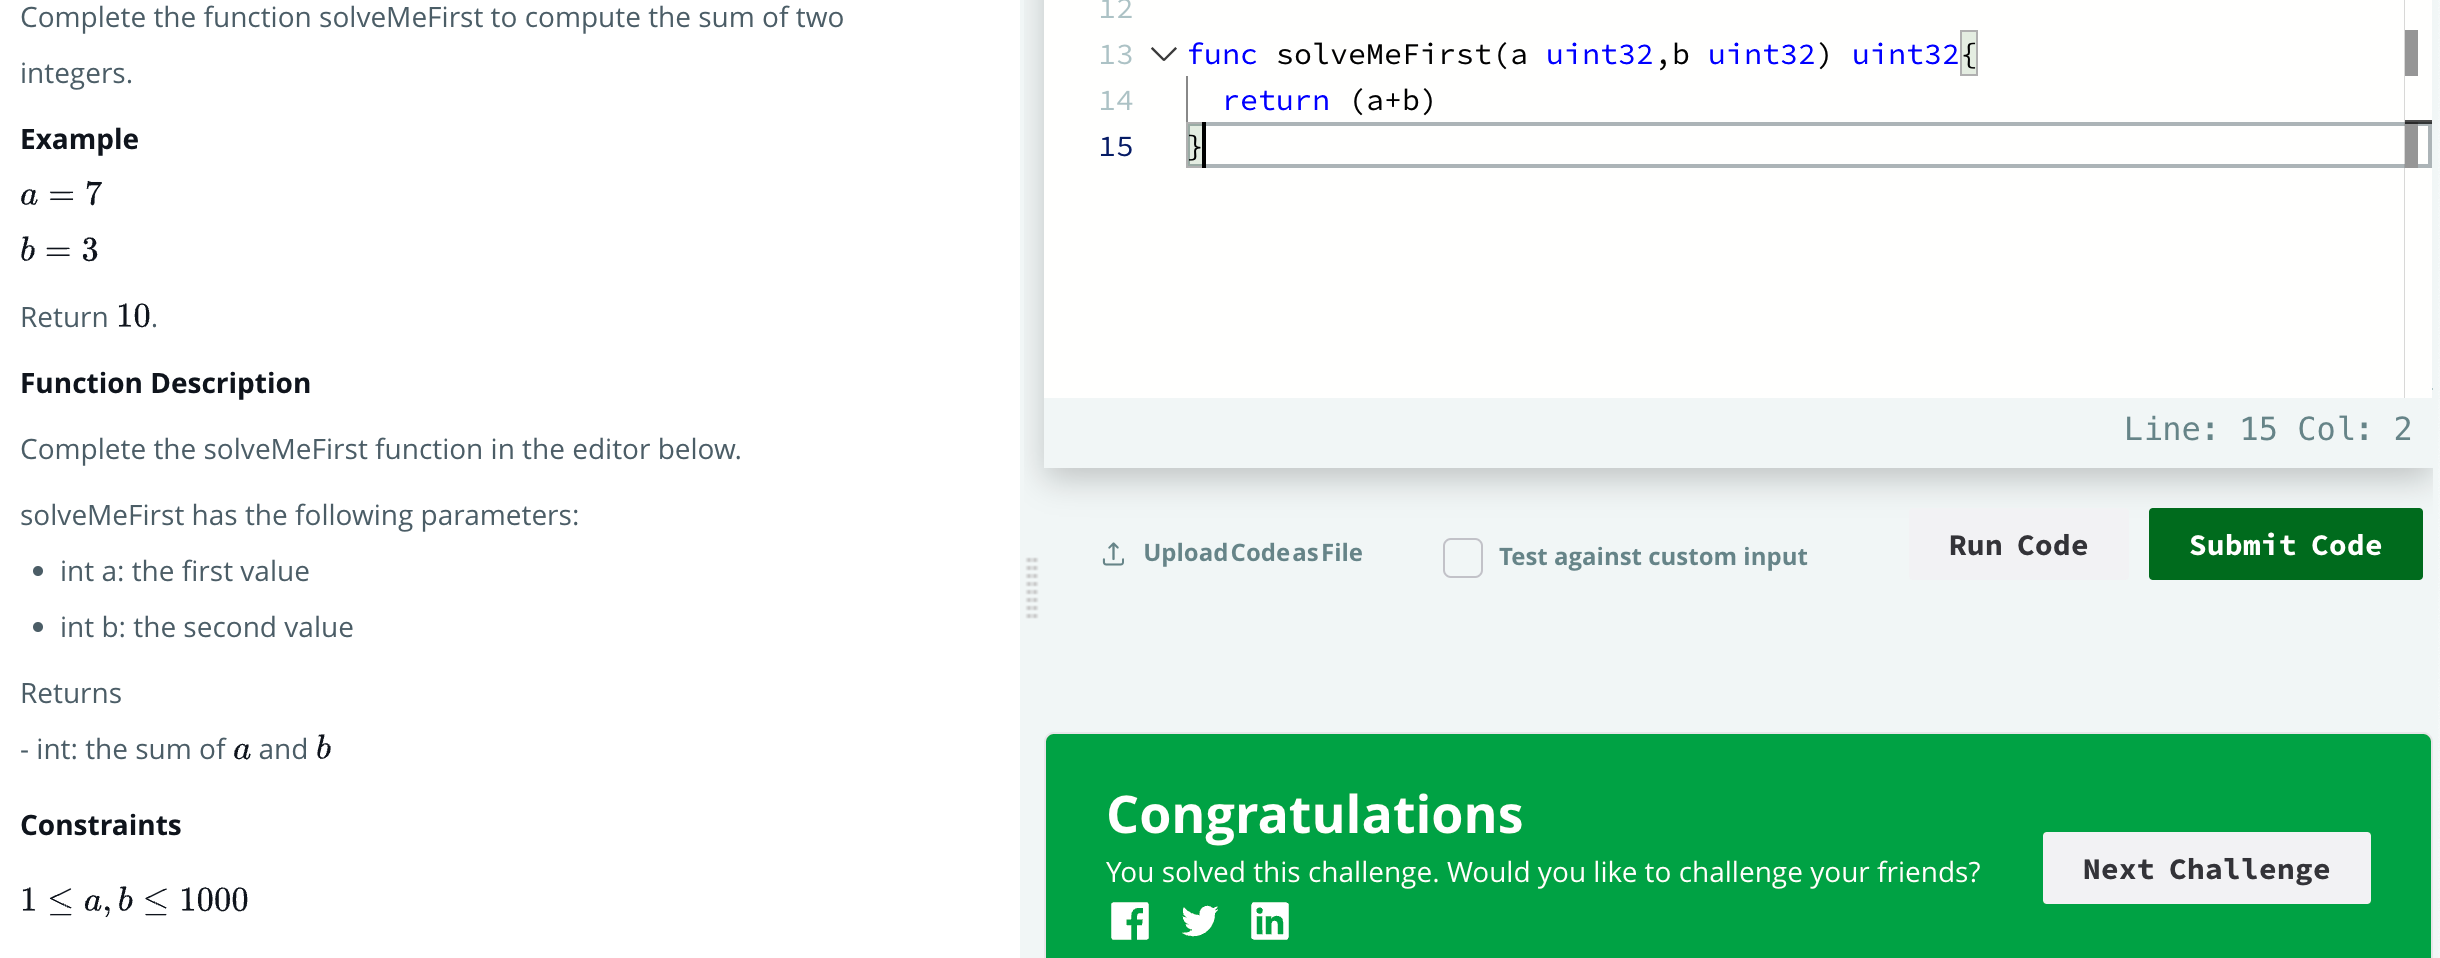 Complete the function solveMeFirst to compute the sum of two
integers.
Example
a = 7
b = 3
Return 10.
Function Description
Complete the solveMeFirst function in the editor below.
solveMeFirst has the following parameters:
• int a: the first value
• int b: the second value
Returns
- int: the sum of a and b
Constraints
1 ≤ a, b ≤ 1000
12
13 func solveMeFirst(a uint32,b uint32) uint32{
14 return (a+b)
15 }
Line: 15 Col: 2
Upload Code as File
Test against custom input
Run Code
Submit Code
Congratulations
You solved this challenge. Would you like to challenge your friends?
Next Challenge